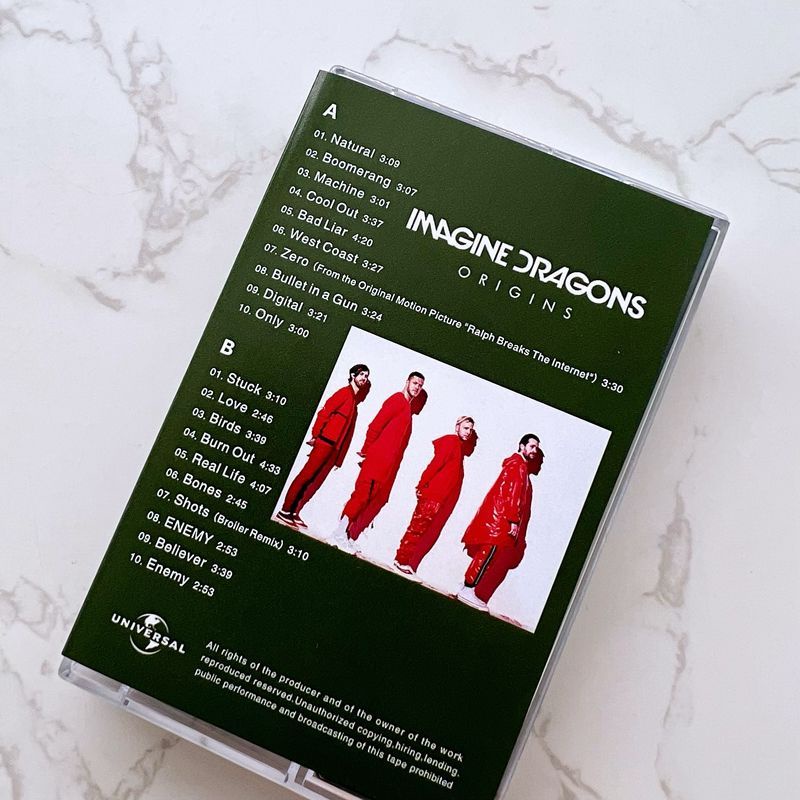 A
01. Natural 3:09
02. Boomerang 3:07
03. Machine 3:01
04. Cool Out 3:37
05. Bad Liar 4:20
06. West Coast 3:27
07. Zero (From the Original Motion Picture "Ralph Breaks The Internet") 3:30
08. Bullet in a Gun 3:24
09. Digital 3:21
10. Only 3:00
IMAGINE DRAGONS
ORIGINS
B
01. Stuck 3:10
02. Love 2:46
03. Birds 3:39
04. Burn Out 4:33
05. Real Life 4:07
06. Bones 2:45
07. Shots (Broiler Remix) 3:10
08. ENEMY 2:53
09. Believer 3:39
10. Enemy 2:53
UNIVERSAL
All rights of the producer and of the owner of the work
reproduced reserved.Unauthorized copying,hiring,lending.
public performance and broadcasting of this tape prohibited